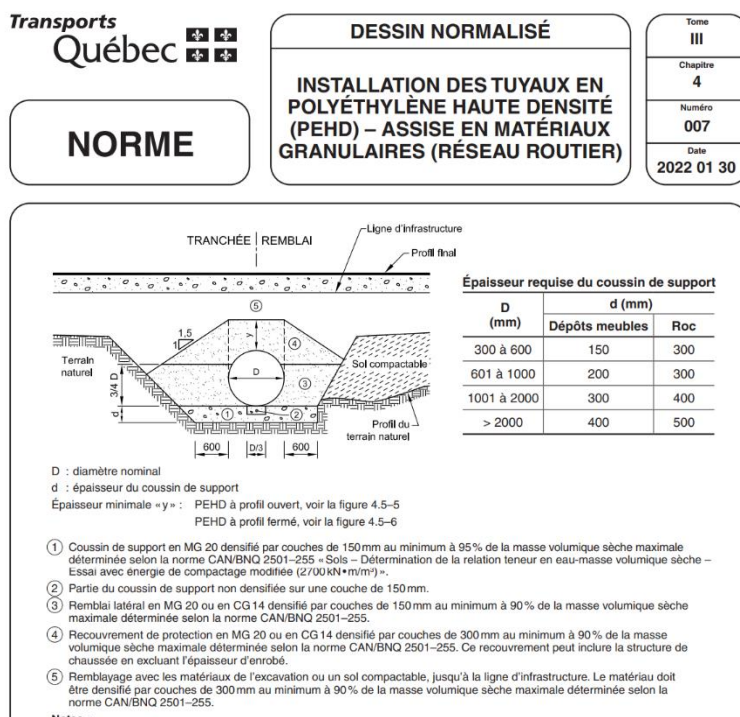 Transports
Québec
NORME
DESSIN NORMALISÉ
INSTALLATION DES TUYAUX EN
POLYÉTHYLÈNE HAUTE DENSITÉ
(PEHD) – ASSISE EN MATÉRIAUX
GRANULAIRES (RÉSEAU ROUTIER)
Tome
III
Chapitre
4
Numéro
007
Date
2022 01 30
TRANCHÉE | REMBLAI
Ligne d'infrastructure
Profil final
5
1,5
1
y
4
Terrain
naturel
3/4 D
D
Sol compactable
3
d
1
2
Profil du
terrain naturel
600 D/3 600
Épaisseur requise du coussin de support
D
(mm)
d (mm)
Dépôts meubles Roc
300 à 600 150 300
601 à 1000 200 300
1001 à 2000 300 400
> 2000 400 500
D : diamètre nominal
d : épaisseur du coussin de support
Épaisseur minimale «y» : PEHD à profil ouvert, voir la figure 4.5–5
PEHD à profil fermé, voir la figure 4.5–6
1 Coussin de support en MG 20 densifié par couches de 150 mm au minimum à 95% de la masse volumique sèche maximale
déterminée selon la norme CAN/BNQ 2501–255 «Sols – Détermination de la relation teneur en eau-masse volumique sèche –
Essai avec énergie de compactage modifiée (2700 kN•m/m³)».
2 Partie du coussin de support non densifiée sur une couche de 150 mm.
3 Remblai latéral en MG 20 ou en CG 14 densifié par couches de 150 mm au minimum à 90% de la masse volumique sèche
maximale déterminée selon la norme CAN/BNQ 2501–255.
4 Recouvrement de protection en MG 20 ou en CG 14 densifié par couches de 300 mm au minimum à 90% de la masse
volumique sèche maximale déterminée selon la norme CAN/BNQ 2501–255. Ce recouvrement peut inclure la structure de
chaussée en excluant l'épaisseur d'enrobé.
5 Remblayage avec les matériaux de l'excavation ou un sol compactable, jusqu'à la ligne d'infrastructure. Le matériau doit
être densifié par couches de 300 mm au minimum à 90% de la masse volumique sèche maximale déterminée selon la
norme CAN/BNQ 2501–255.